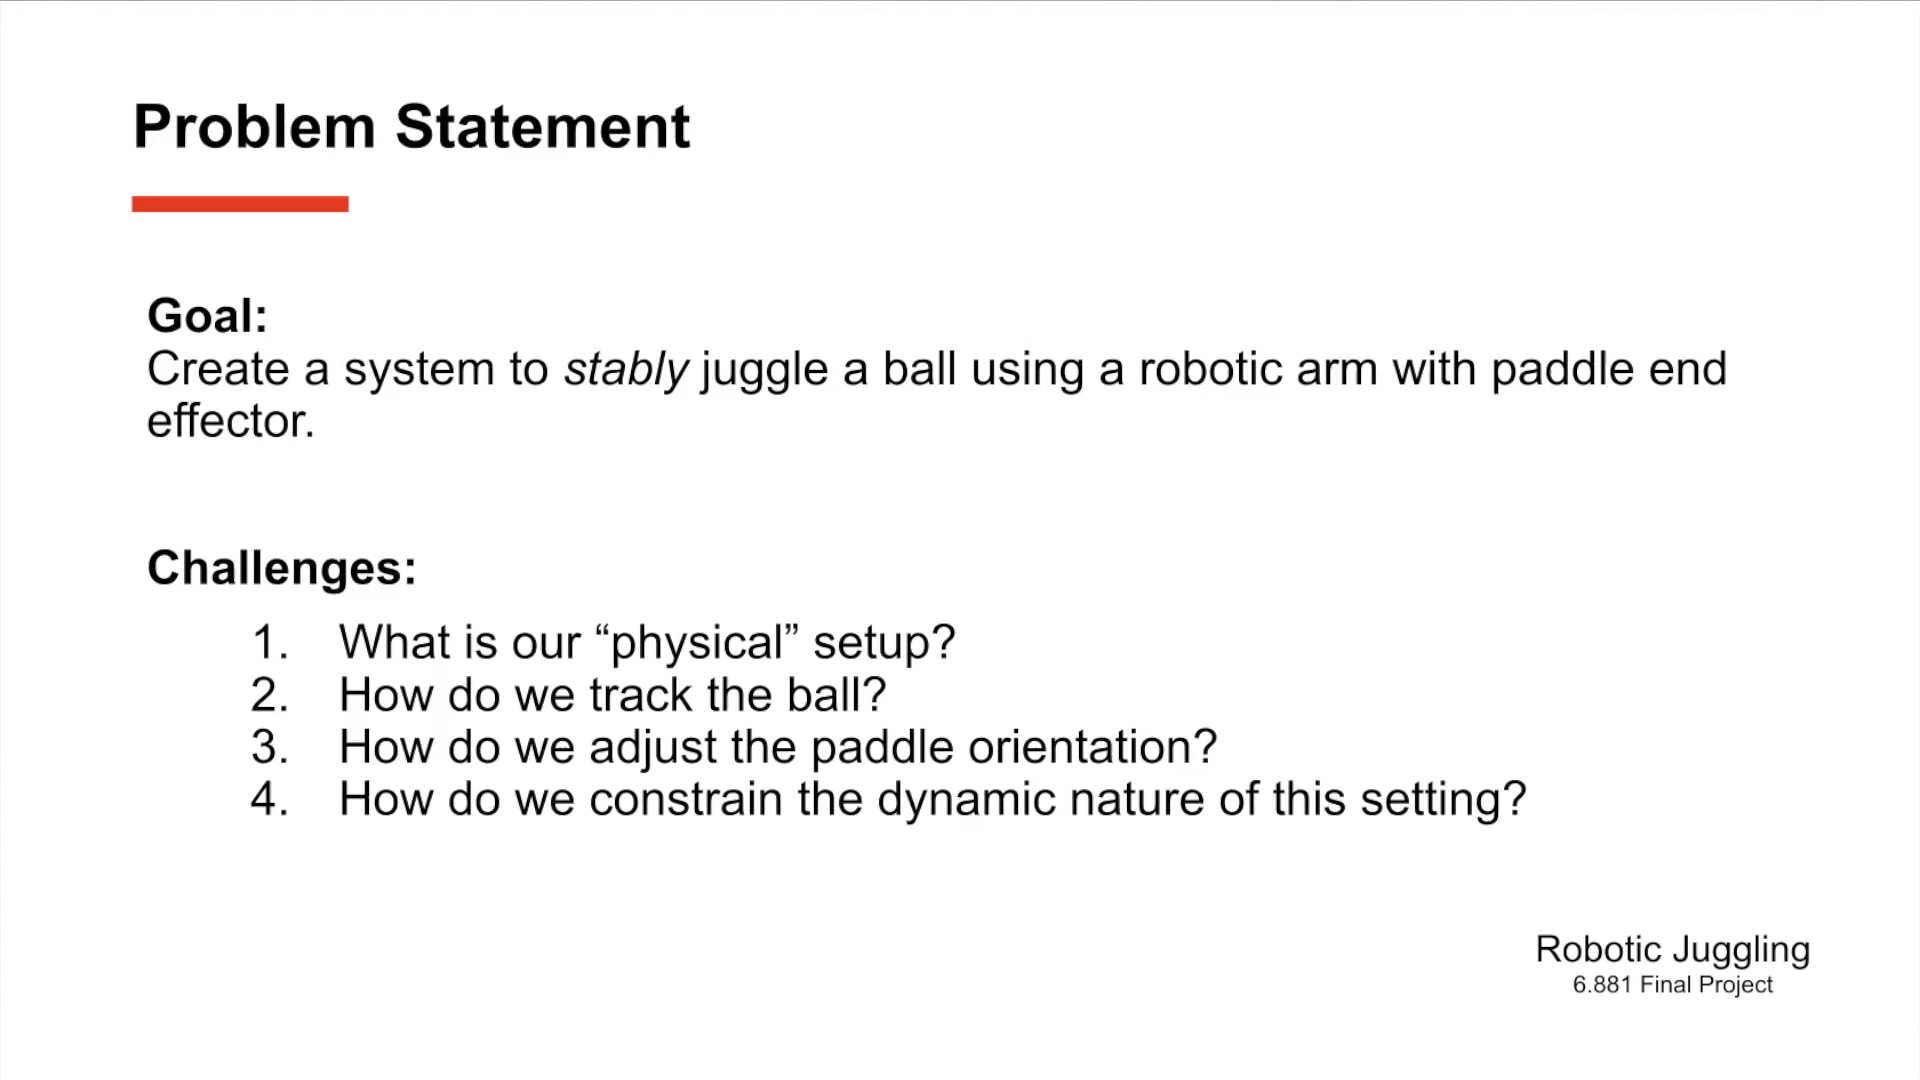 Problem Statement
Goal:
Create a system to stably juggle a ball using a robotic arm with paddle end
effector.
Challenges:
1. What is our “physical” setup?
2. How do we track the ball?
3. How do we adjust the paddle orientation?
4. How do we constrain the dynamic nature of this setting?
Robotic Juggling
6.881 Final Project